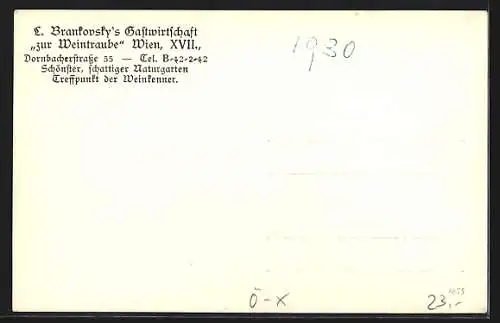 L. Brankovsky's Gastwirtschaft
„zur Weintraube“ Wien, XVII.,
Dornbacherstraße 55 — Tel. B-42-2-42
Schönster, schattiger Naturgarten
Treffpunkt der Weinkenner.
1930
Ö-X
23,-